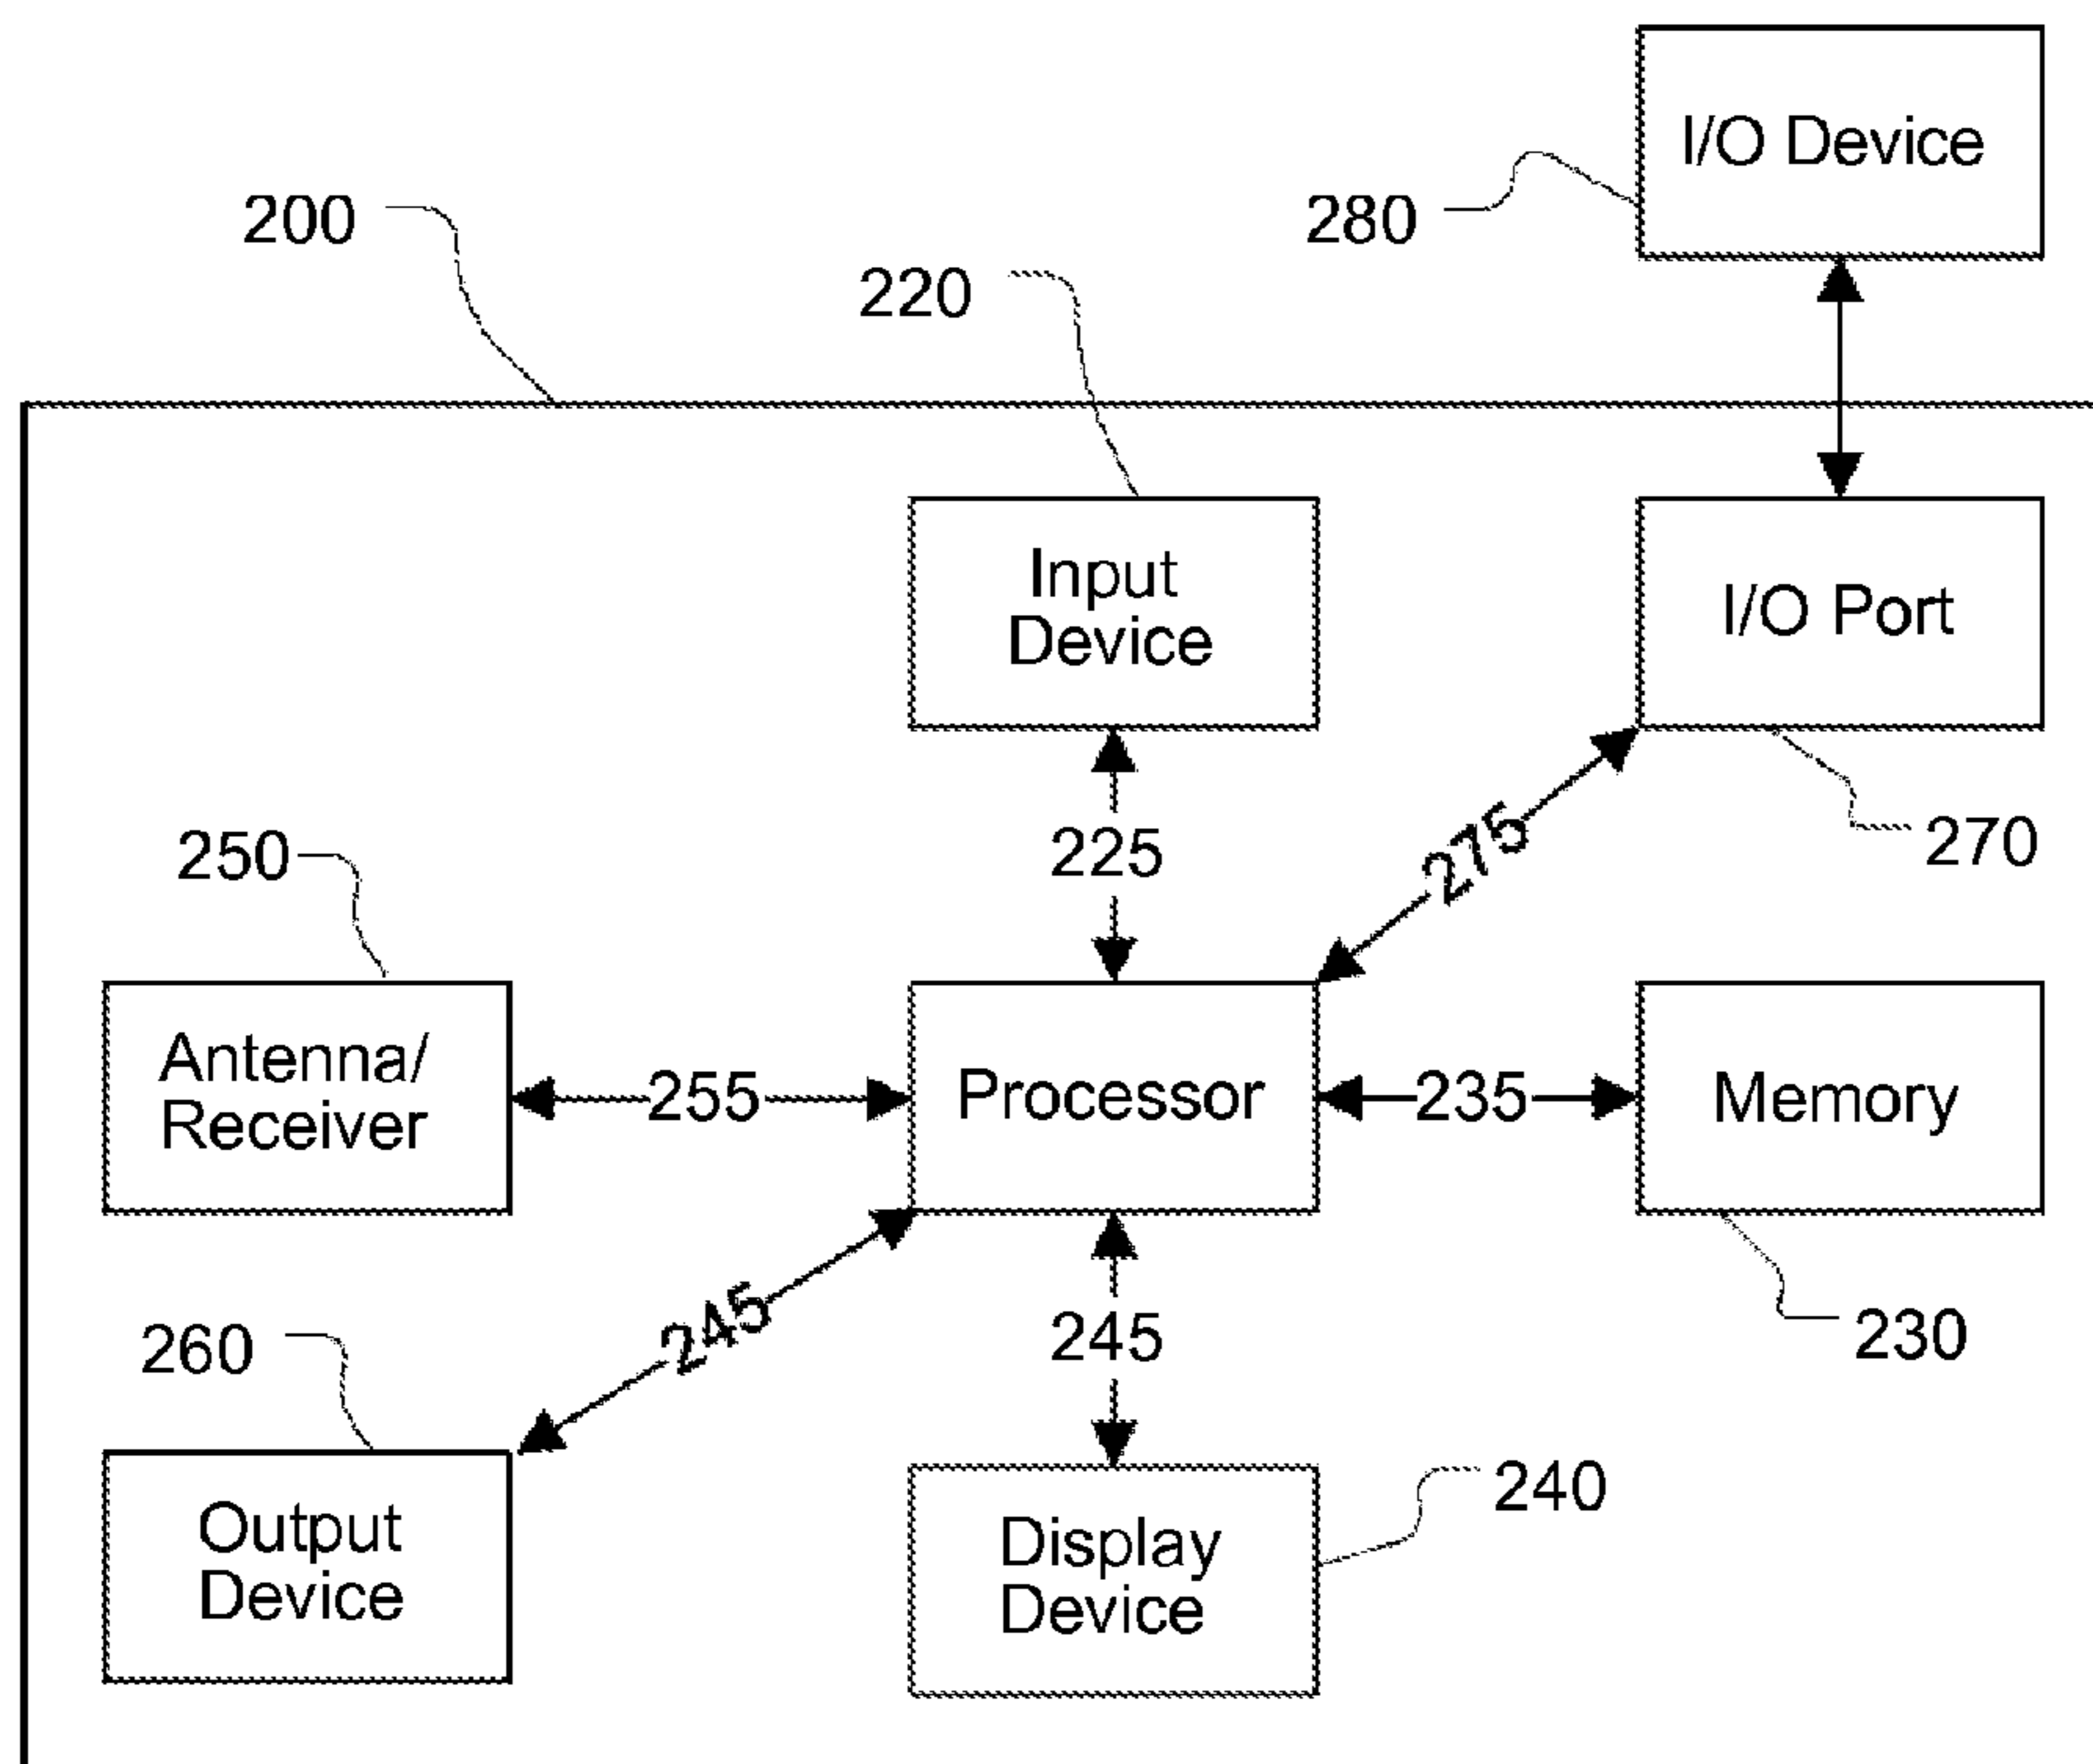 I/O Device
200
280
220
Input
Device
I/O Port
225
275
250
270
Antenna/
Receiver
255
Processor
235
Memory
245
245
260
230
Output
Device
240
Display
Device